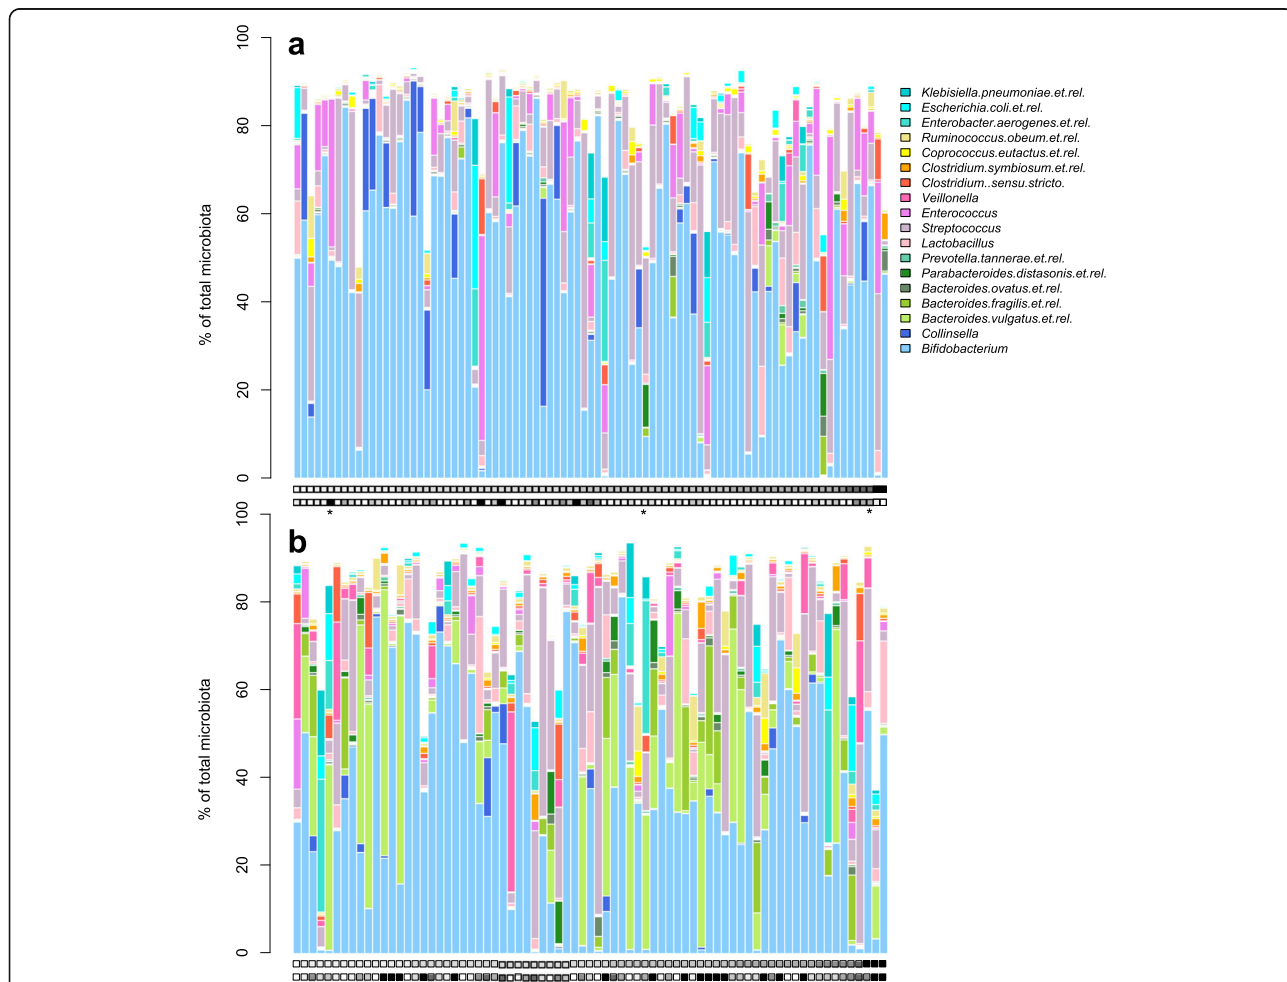 a
% of total microbiota
100
80
60
40
20
0
Klebisiella.pneumoniae.et.rel.
Escherichia.coli.et.rel.
Enterobacter.aerogenes.et.rel.
Ruminococcus.obeum.et.rel.
Coprococcus.eutactus.et.rel.
Clostridium.symbiosum.et.rel.
Clostridium..sensu.stricto.
Veillonella
Enterococcus
Streptococcus
Lactobacillus
Prevotella.tannerae.et.rel.
Parabacteroides.distasonis.et.rel.
Bacteroides.ovatus.et.rel.
Bacteroides.fragilis.et.rel.
Bacteroides.vulgatus.et.rel.
Collinsella
Bifidobacterium
* * *
b
% of total microbiota
100
80
60
40
20
0